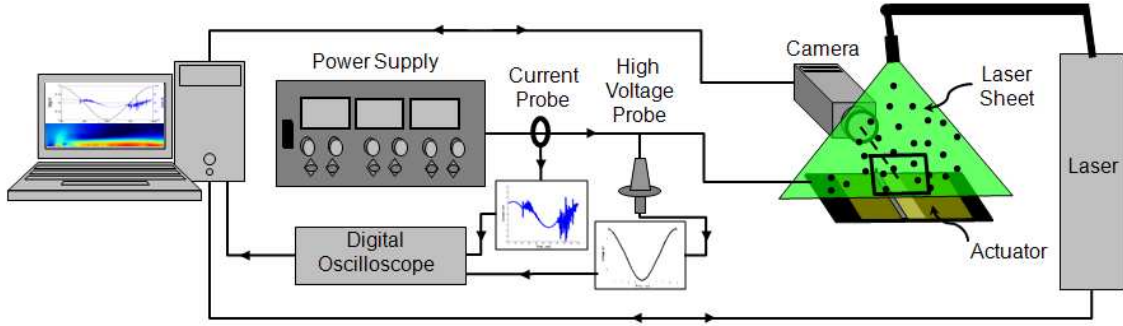 Power Supply
Current
Probe
High
Voltage
Probe
Camera
Laser
Sheet
Laser
Digital
Oscilloscope
Actuator